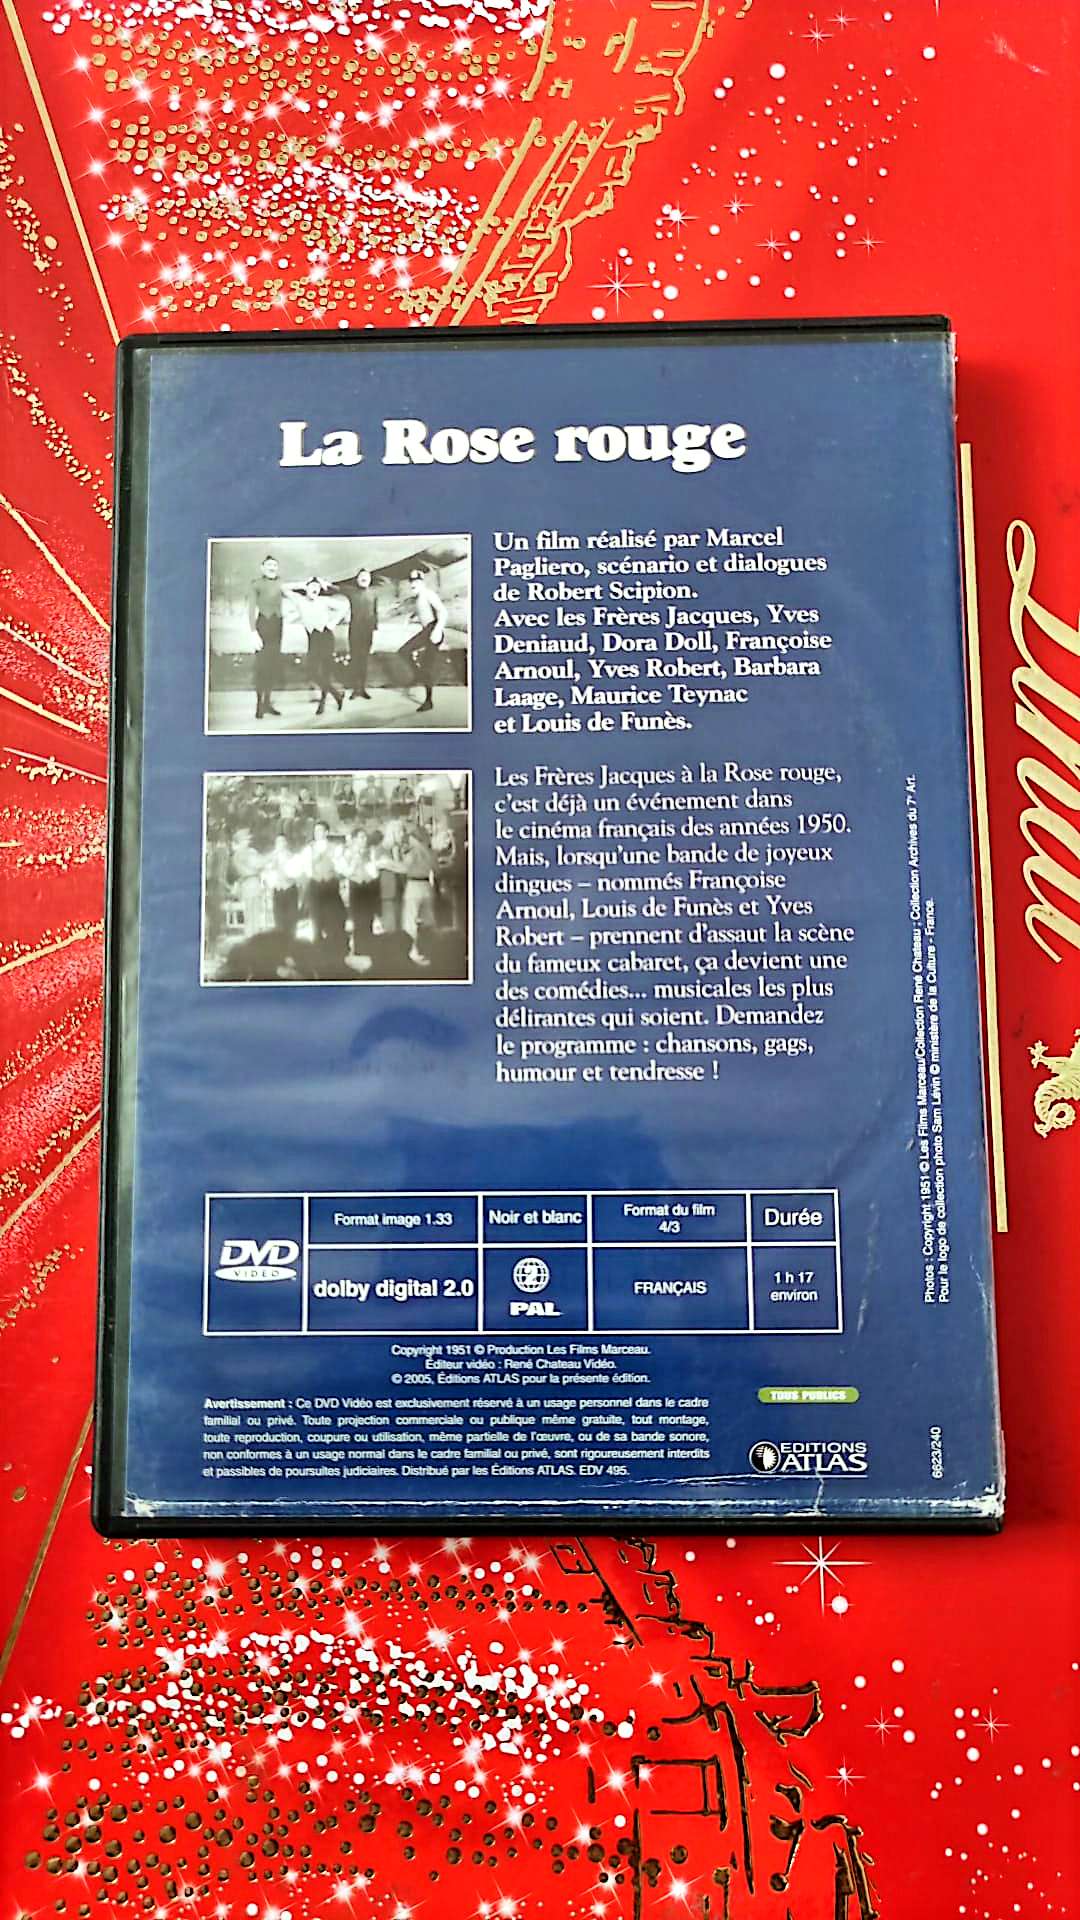 La Rose rouge
Un film réalisé par Marcel
Pagliero, scénario et dialogues
de Robert Scipion.
Avec les Frères Jacques, Yves
Deniaud, Dora Doll, Françoise
Arnoul, Yves Robert, Barbara
Laage, Maurice Teynac
et Louis de Funès.
Les Frères Jacques à la Rose rouge,
c'est déjà un événement dans
le cinéma français des années 1950.
Mais, lorsqu'une bande de joyeux
dingues – nommés Françoise
Arnoul, Louis de Funès et Yves
Robert – prennent d'assaut la scène
du fameux cabaret, ça devient une
des comédies... musicales les plus
délirantes qui soient. Demandez
le programme : chansons, gags,
humour et tendresse !
Photos : Copyright 1951 © Les Films Marceau/Collection René Chateau ; Collection Archives du 7e Art.
Pour le logo de collection photo Sam Lévin © ministère de la Culture - France.
DVD
VIDEO
Format image 1.33
Noir et blanc
Format du film
4/3
Durée
dolby digital 2.0
2
PAL
FRANÇAIS
1 h 17
environ
Copyright 1951 © Production Les Films Marceau.
Éditeur vidéo : René Chateau Vidéo.
© 2005, Éditions ATLAS pour la présente édition.
Avertissement : Ce DVD Vidéo est exclusivement réservé à un usage personnel dans le cadre
familial ou privé. Toute projection commerciale ou publique même gratuite, tout montage,
toute reproduction, coupure ou utilisation, même partielle de l'œuvre, ou de sa bande sonore,
non conformes à un usage normal dans le cadre familial ou privé, sont rigoureusement interdits
et passibles de poursuites judiciaires. Distribué par les Éditions ATLAS. EDV 495.
TOUS PUBLICS
EDITIONS
ATLAS
6623/240